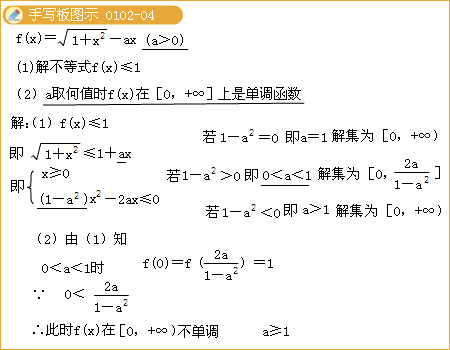 手写板图示 0102-04
f(x)=√1+x² -ax (a>0)
(1)解不等式f(x)≤1
(2) a取何值时f(x)在[0, +∞]上是单调函数
解:(1) f(x)≤1
即 √1+x² ≤1+ax
即{ x≥0
(1-a²)x²-2ax≤0
若1-a²=0 即a=1 解集为[0, +∞)
若1-a²>0 即 0<a<1 解集为[0, 2a/1-a²]
若1-a²<0 即 a>1 解集为[0, +∞)
(2) 由(1)知
0<a<1时 f(0)=f(2a/1-a²)=1
∵ 0< 2a/1-a²
∴此时f(x)在[0, +∞)不单调 a≥1